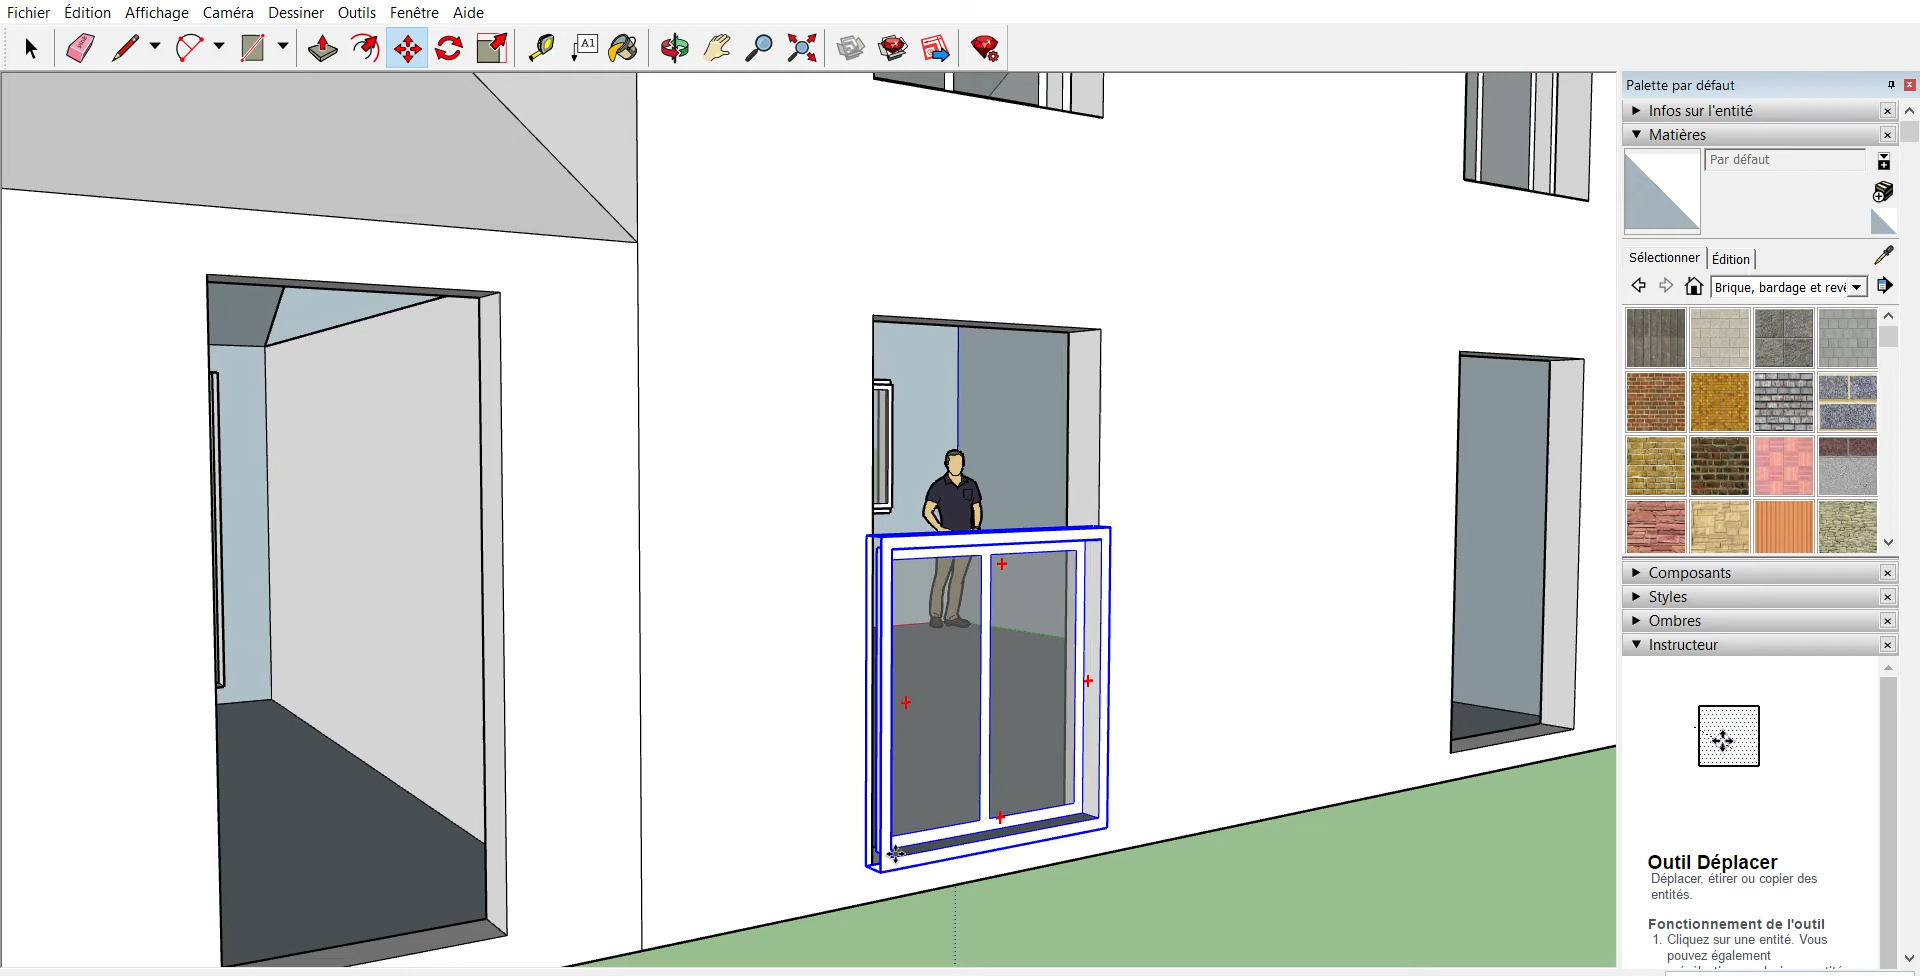 Fichier Édition Affichage Caméra Dessiner Outils Fenêtre Aide
A1
Palette par défaut
Infos sur l'entité
Matières
Par défaut
Sélectionner Édition
Brique, bardage et revê
Composants
Styles
Ombres
Instructeur
Outil Déplacer
Déplacer, étirer ou copier des
entités.
Fonctionnement de l'outil
1. Cliquez sur une entité. Vous
pouvez également